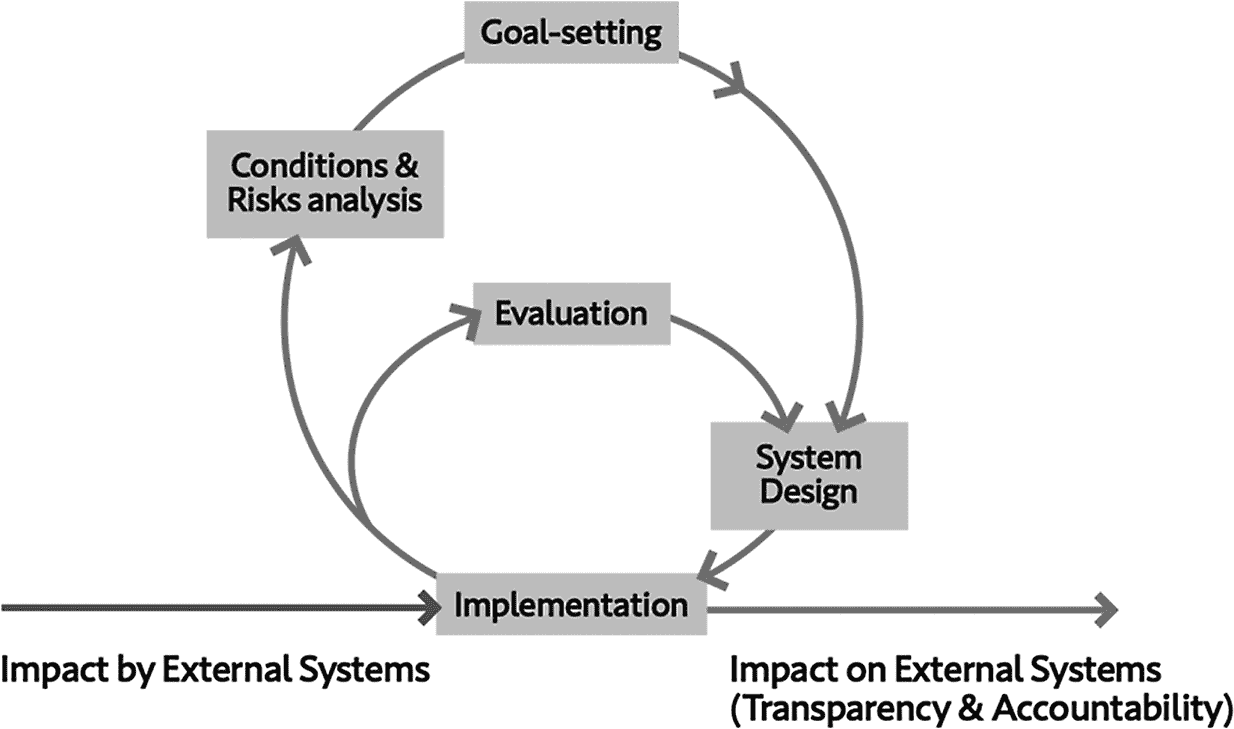 Goal-setting
Conditions &
Risks analysis
Evaluation
System
Design
Implementation
Impact by External Systems
Impact on External Systems
(Transparency & Accountability)